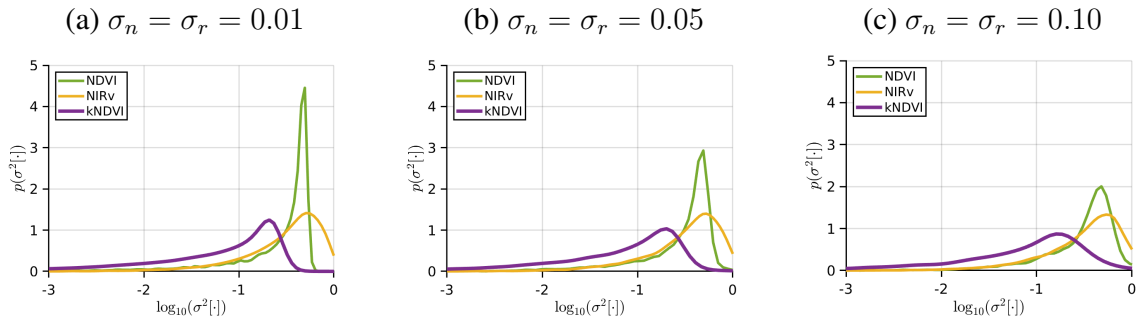 (a) σₙ = σᵣ = 0.01
5
4
3
2
1
0
p(σ²[·])
NDVI
NIRv
kNDVI
-3
-2
-1
0
log₁₀(σ²[·])
(b) σₙ = σᵣ = 0.05
5
4
3
2
1
0
p(σ²[·])
NDVI
NIRv
kNDVI
-3
-2
-1
0
log₁₀(σ²[·])
(c) σₙ = σᵣ = 0.10
5
4
3
2
1
0
p(σ²[·])
NDVI
NIRv
kNDVI
-3
-2
-1
0
log₁₀(σ²[·])